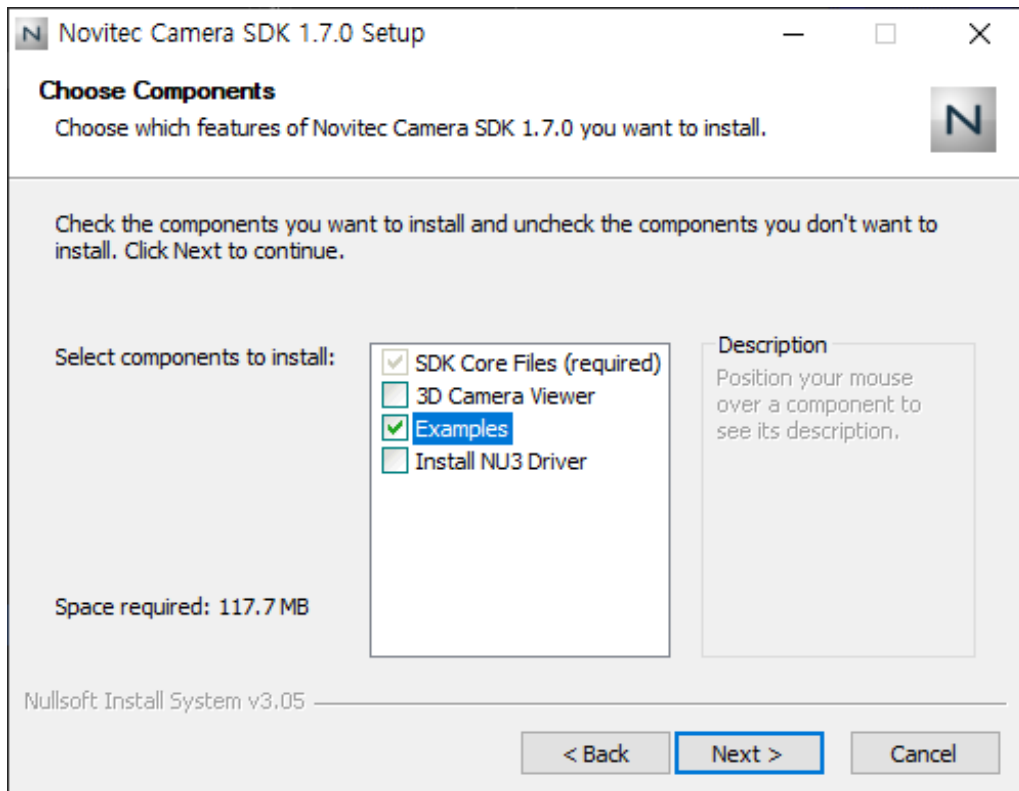 Novitec Camera SDK 1.7.0 Setup
Choose Components
Choose which features of Novitec Camera SDK 1.7.0 you want to install.
N
Check the components you want to install and uncheck the components you don't want to
install. Click Next to continue.
Select components to install:
SDK Core Files (required)
3D Camera Viewer
Examples
Install NU3 Driver
Description
Position your mouse
over a component to
see its description.
Space required: 117.7 MB
Nullsoft Install System v3.05
< Back
Next >
Cancel